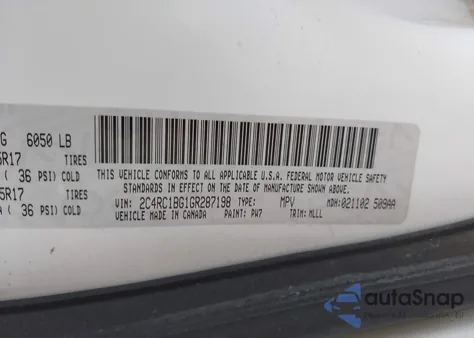 G 6050 LB
5R17 TIRES
( 36 PSI) COLD
5R17 TIRES
A ( 36 PSI) COLD
THIS VEHICLE CONFORMS TO ALL APPLICABLE U.S.A. FEDERAL MOTOR VEHICLE SAFETY
STANDARDS IN EFFECT ON THE DATE OF MANUFACTURE SHOWN ABOVE.
VIN: 2C4RC1BG1GR287198 TYPE: MPV MDH: 021102 509AA
VEHICLE MADE IN CANADA PAINT: PW7 TRIM: MLLL
autoSnap